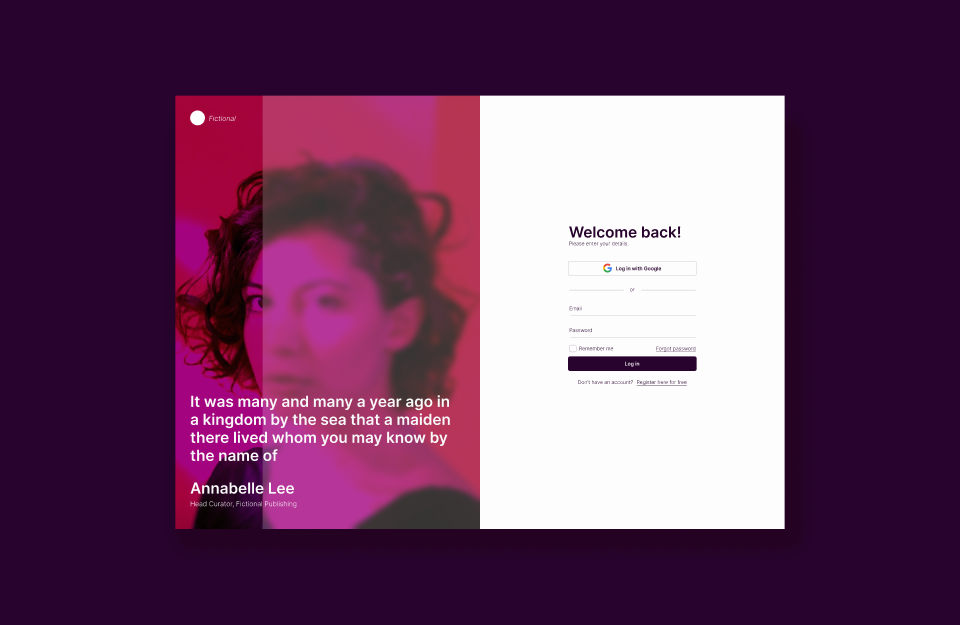 Fictional
It was many and many a year ago in
a kingdom by the sea that a maiden
there lived whom you may know by
the name of
Annabelle Lee
Head Curator, Fictional Publishing
Welcome back!
Please enter your details.
Log in with Google
or
Email
Password
Remember me
Forgot password
Log in
Don't have an account? Register here for free